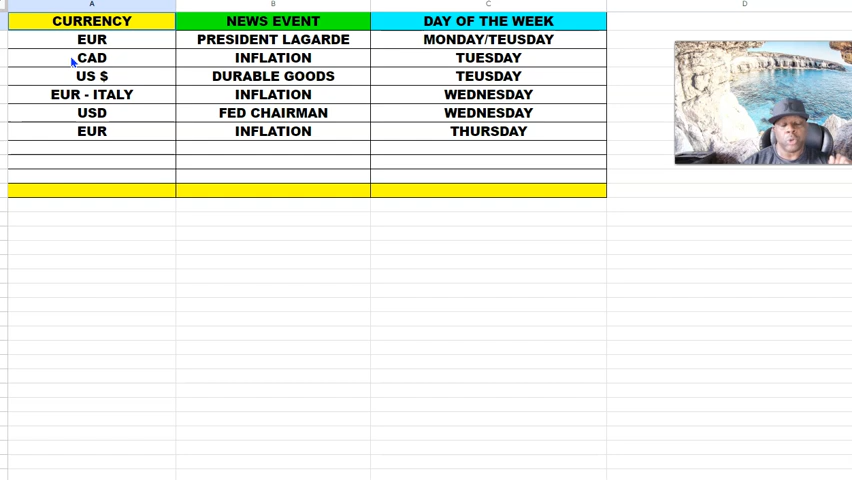 A B C D
CURRENCY NEWS EVENT DAY OF THE WEEK
EUR PRESIDENT LAGARDE MONDAY/TEUSDAY
CAD INFLATION TUESDAY
US $ DURABLE GOODS TEUSDAY
EUR - ITALY INFLATION WEDNESDAY
USD FED CHAIRMAN WEDNESDAY
EUR INFLATION THURSDAY